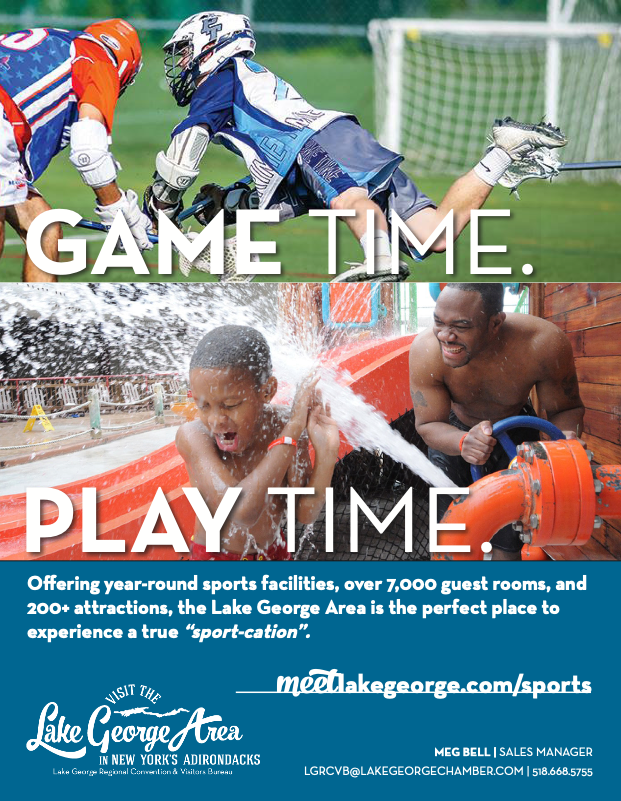 GAME TIME.
PLAY TIME.
Offering year-round sports facilities, over 7,000 guest rooms, and
200+ attractions, the Lake George Area is the perfect place to
experience a true "sport-cation".
meetlakegeorge.com/sports
VISIT THE
Lake George Area
IN NEW YORK'S ADIRONDACKS
Lake George Regional Convention & Visitors Bureau
MEG BELL | SALES MANAGER
LGRCVB@LAKEGEORGECHAMBER.COM | 518.668.5755